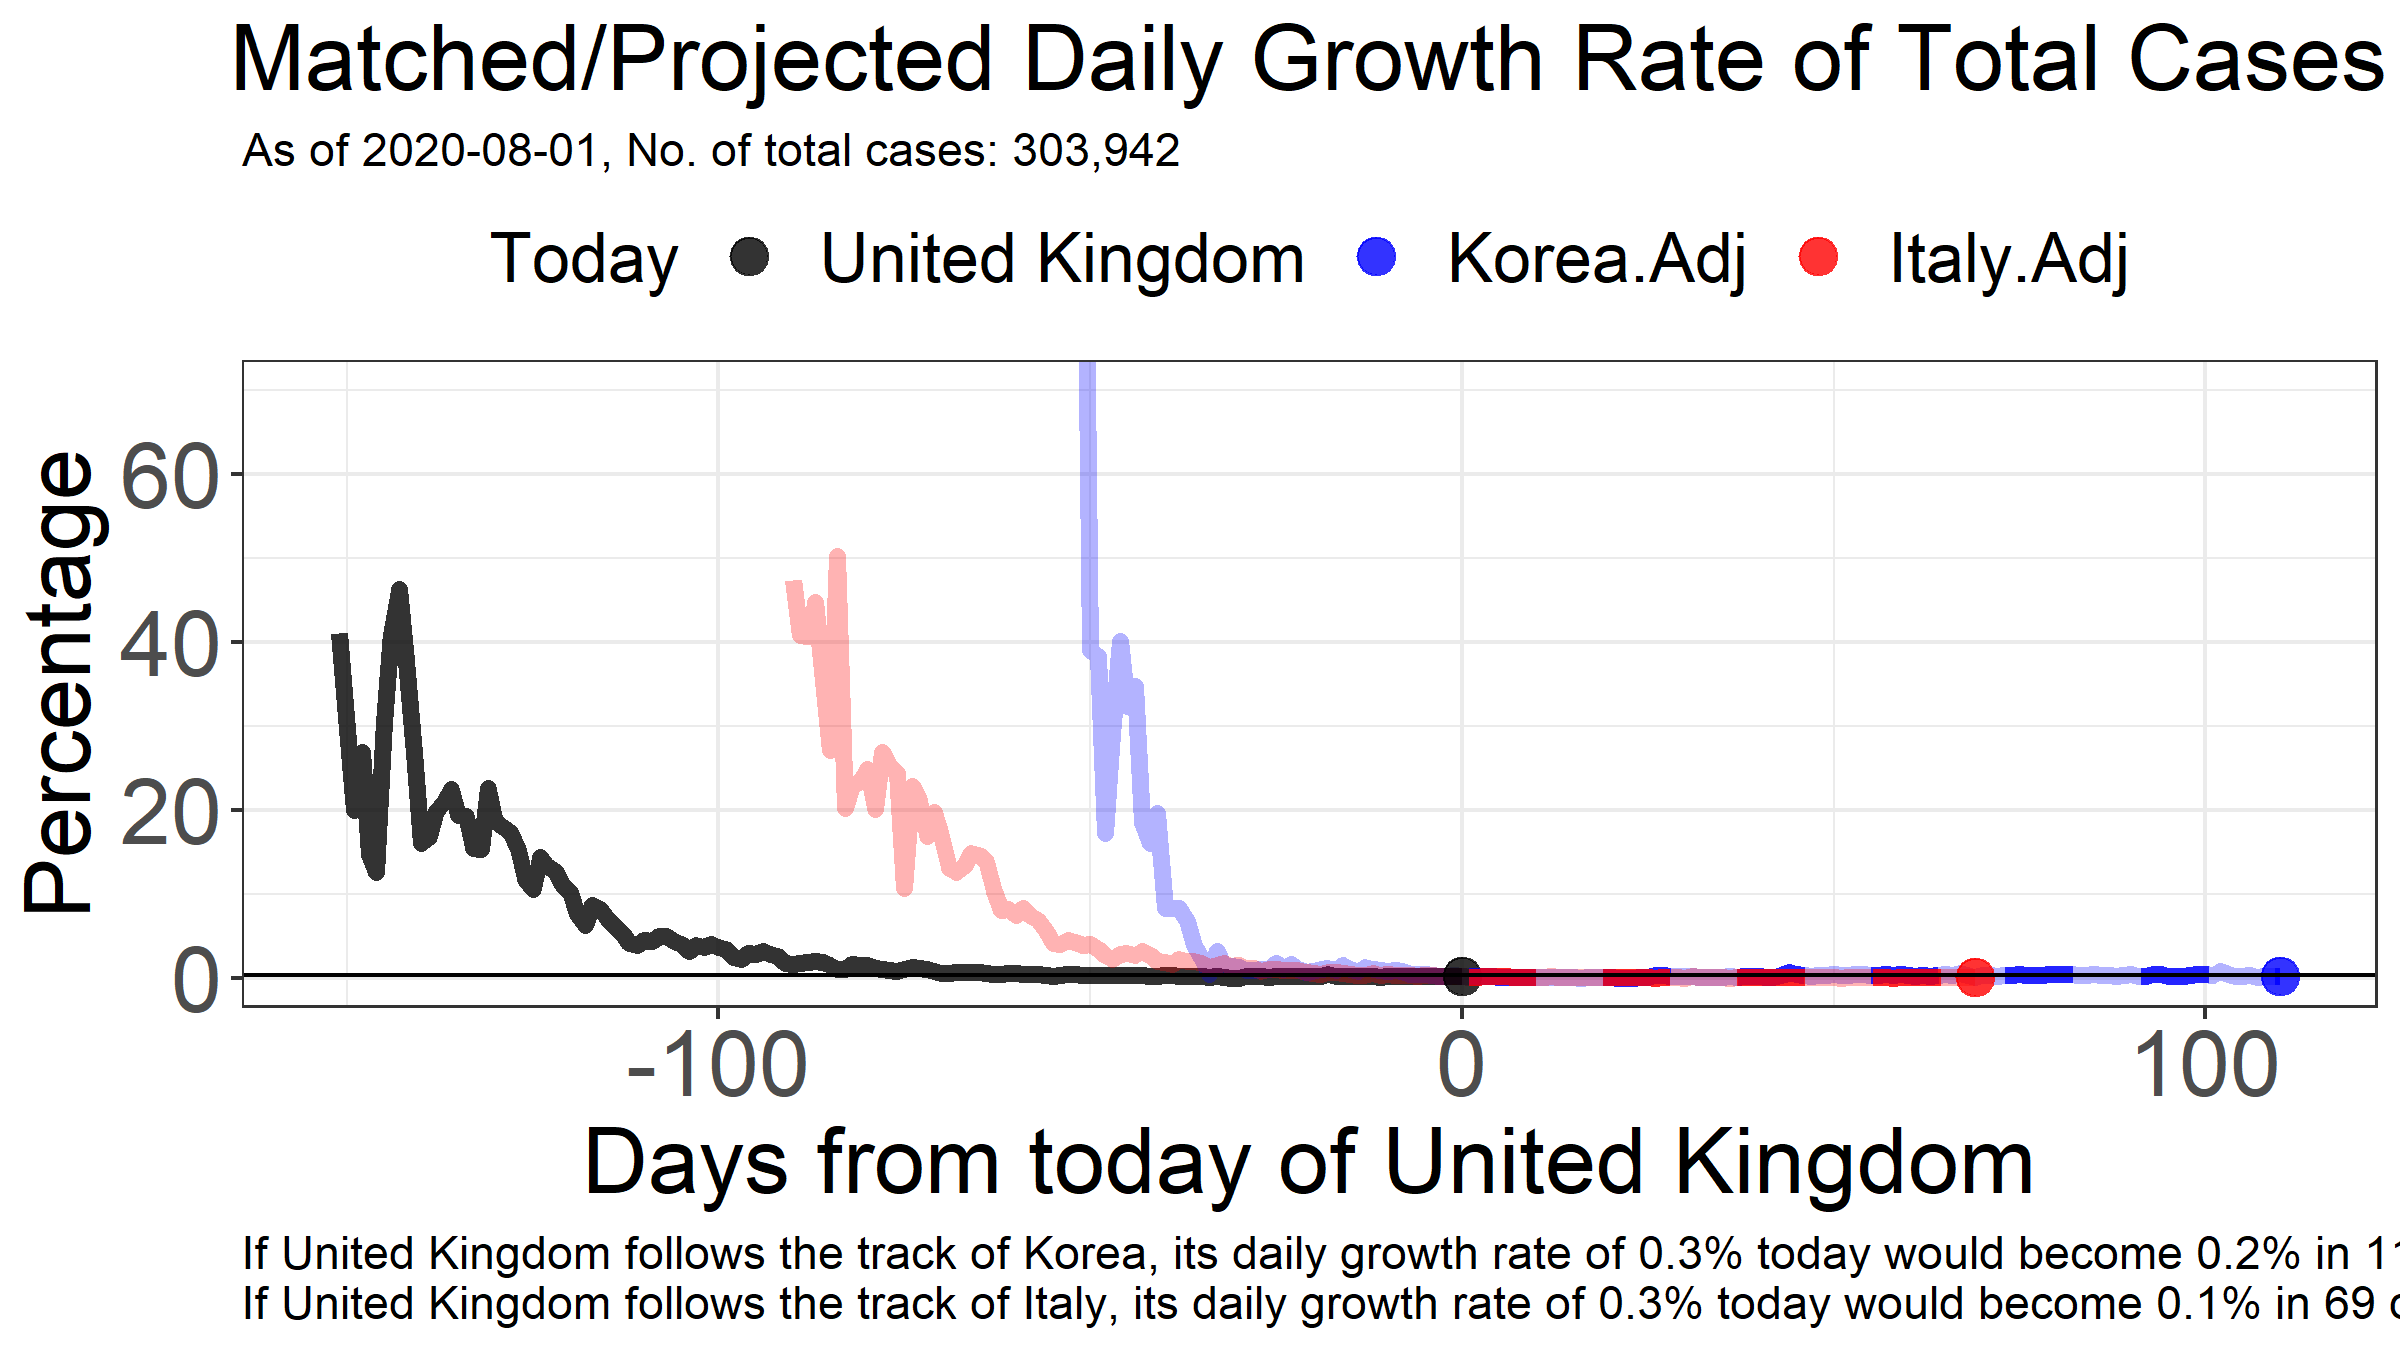 Matched/Projected Daily Growth Rate of Total Cases
As of 2020-08-01, No. of total cases: 303,942
Today United Kingdom Korea.Adj Italy.Adj
Percentage
60
40
20
0
-100 0 100
Days from today of United Kingdom
If United Kingdom follows the track of Korea, its daily growth rate of 0.3% today would become 0.2% in
If United Kingdom follows the track of Italy, its daily growth rate of 0.3% today would become 0.1% in 69